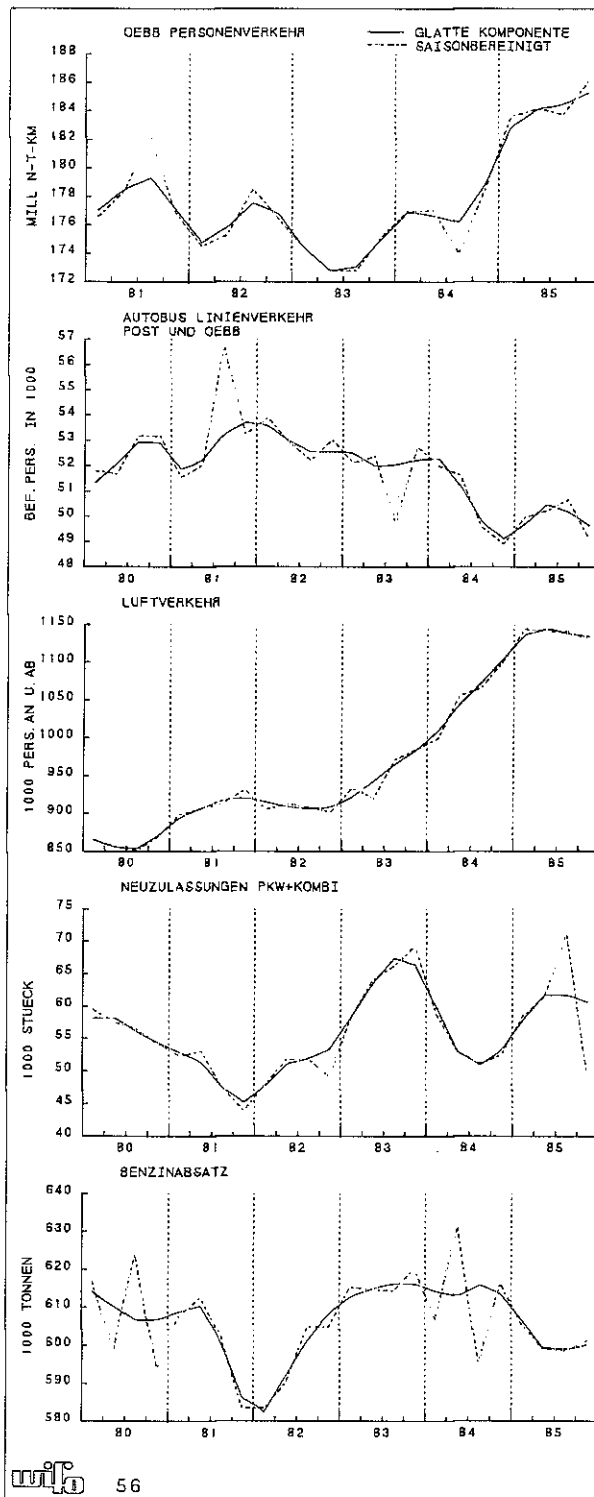 OEBB PERSONENVERKEHR
GLATTE KOMPONENTE
SAISONBEREINIGT
MILL N-T-KM
188
186
184
182
180
178
176
174
172
81 82 83 84 85
AUTOBUS LINIENVERKEHR
POST UND OEBB
BEF.PERS. IN 1000
57
56
55
54
53
52
51
50
49
48
80 81 82 83 84 85
LUFTVERKEHR
1000 PERS.AN U.AB
1150
1100
1050
1000
950
900
850
80 81 82 83 84 85
NEUZULASSUNGEN PKW+KOMBI
1000 STUECK
75
70
65
60
55
50
45
40
80 81 82 83 84 85
BENZINABSATZ
1000 TONNEN
640
630
620
610
600
590
580
80 81 82 83 84 85
wifo 56